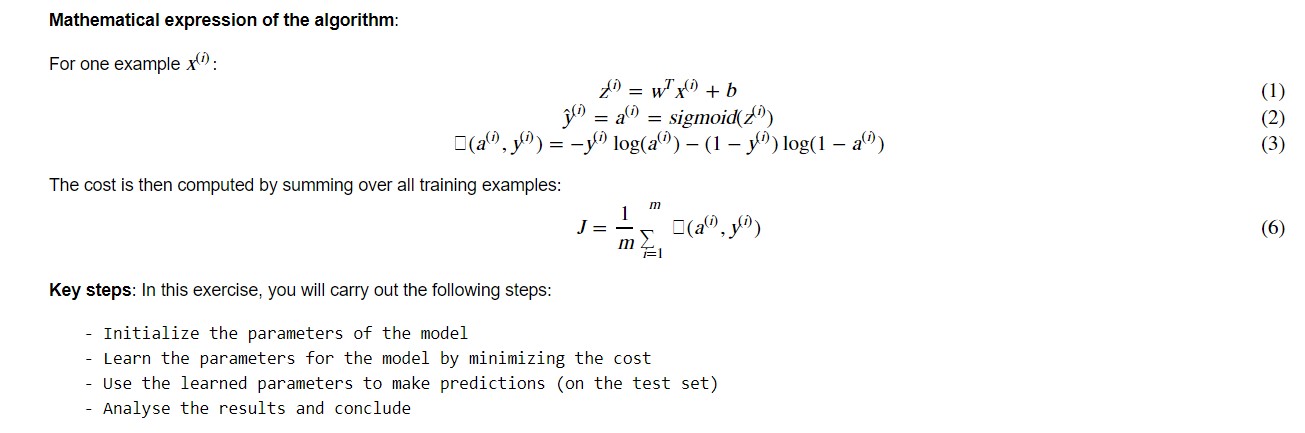 Mathematical expression of the algorithm:
For one example x^(i):
z^(i) = w^T x^(i) + b (1)
ŷ^(i) = a^(i) = sigmoid(z^(i)) (2)
□(a^(i), y^(i)) = −y^(i) log(a^(i)) − (1 − y^(i)) log(1 − a^(i)) (3)
The cost is then computed by summing over all training examples:
J = \frac{1}{m} \sum_{i=1}^{m} □(a^(i), y^(i)) (6)
Key steps: In this exercise, you will carry out the following steps:
- Initialize the parameters of the model
- Learn the parameters for the model by minimizing the cost
- Use the learned parameters to make predictions (on the test set)
- Analyse the results and conclude